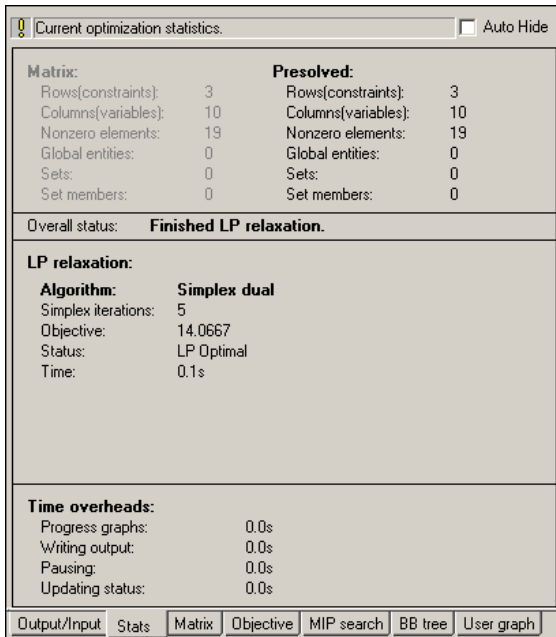 Current optimization statistics. Auto Hide
Matrix: Presolved:
Rows(constraints): 3 Rows(constraints): 3
Columns(variables): 10 Columns(variables): 10
Nonzero elements: 19 Nonzero elements: 19
Global entities: 0 Global entities: 0
Sets: 0 Sets: 0
Set members: 0 Set members: 0
Overall status: Finished LP relaxation.
LP relaxation:
Algorithm: Simplex dual
Simplex iterations: 5
Objective: 14.0667
Status: LP Optimal
Time: 0.1s
Time overheads:
Progress graphs: 0.0s
Writing output: 0.0s
Pausing: 0.0s
Updating status: 0.0s
Output/Input Stats Matrix Objective MIP search BB tree User graph